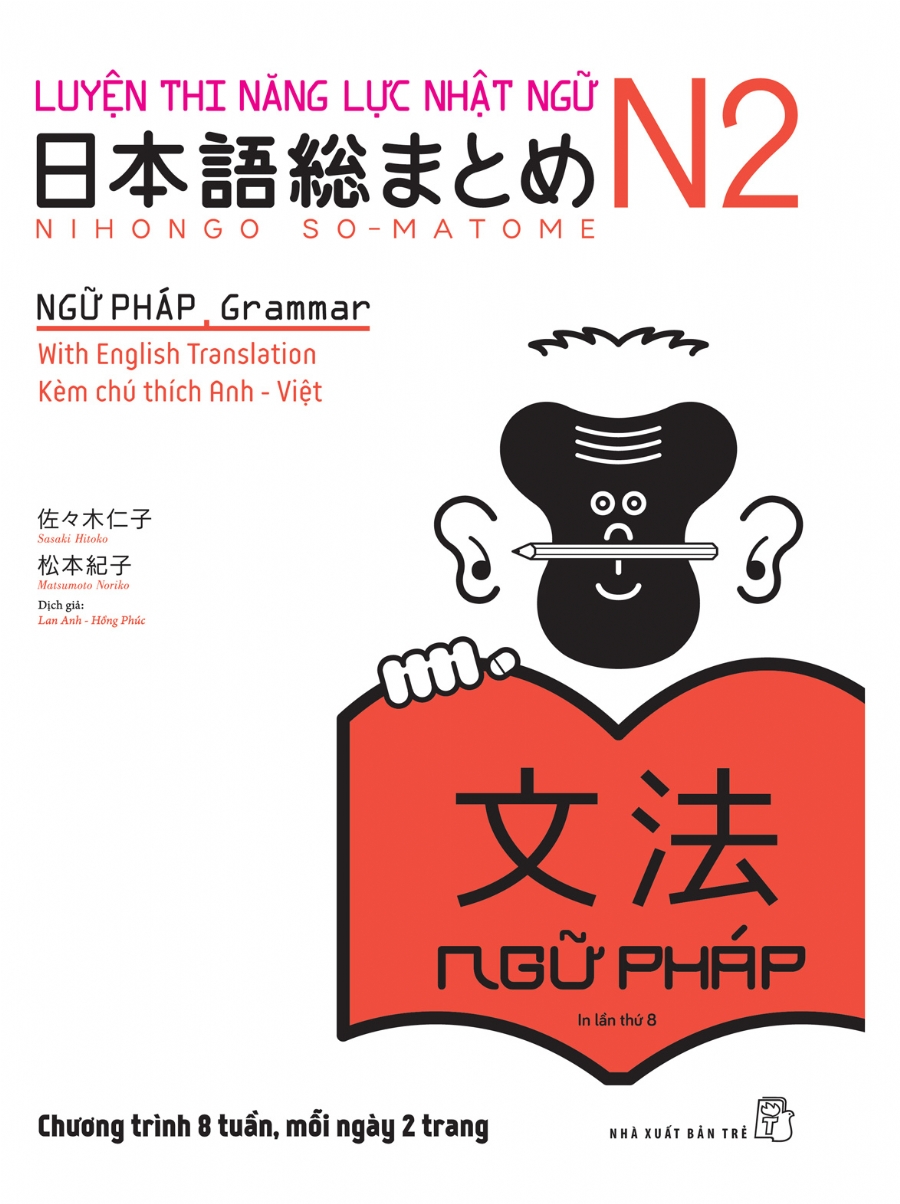 LUYỆN THI NĂNG LỰC NHẬT NGỮ
日本語総まとめ N2
NIHONGO SO-MATOME
NGỮ PHÁP, Grammar
With English Translation
Kèm chú thích Anh - Việt
佐々木仁子
Sasaki Hitoko
松本紀子
Matsumoto Noriko
Dịch giả:
Lan Anh - Hồng Phúc
文法
NGỮ PHÁP
In lần thứ 8
Chương trình 8 tuần, mỗi ngày 2 trang
NHÀ XUẤT BẢN TRẺ
T